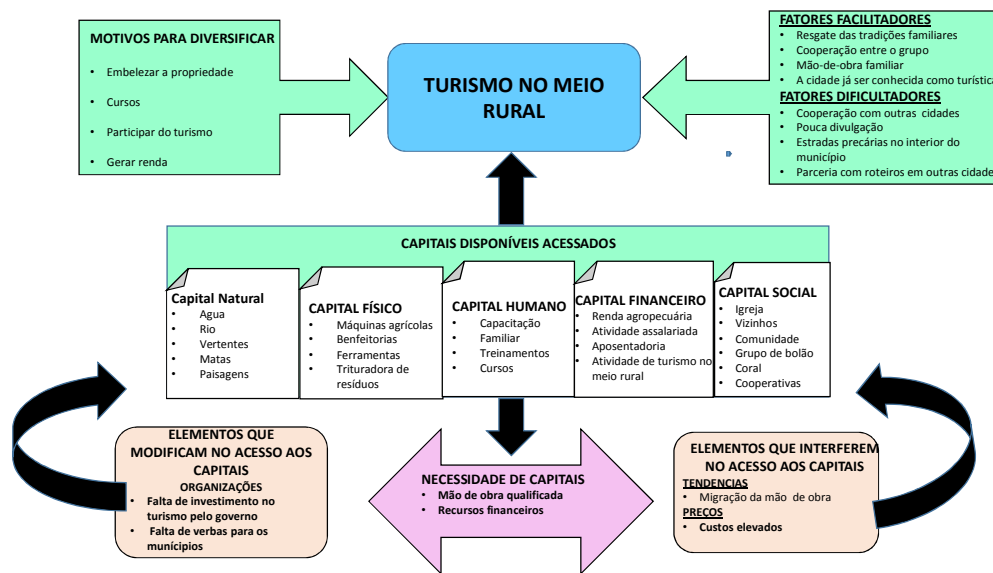 MOTIVOS PARA DIVERSIFICAR
• Embelezar a propriedade
• Cursos
• Participar do turismo
• Gerar renda
TURISMO NO MEIO
RURAL
FATORES FACILITADORES
• Resgate das tradições familiares
• Cooperação entre o grupo
• Mão-de-obra familiar
• A cidade já ser conhecida como turística
FATORES DIFICULTADORES
• Cooperação com outras cidades
• Pouca divulgação
• Estradas precárias no interior do
município
• Parceria com roteiros em outras cidade
CAPITAIS DISPONÍVEIS ACESSADOS
Capital Natural
• Agua
• Rio
• Vertentes
• Matas
• Paisagens
CAPITAL FÍSICO
• Máquinas agrícolas
• Benfeitorias
• Ferramentas
• Trituradora de
resíduos
CAPITAL HUMANO
• Capacitação
• Familiar
• Treinamentos
• Cursos
CAPITAL FINANCEIRO
• Renda agropecuária
• Atividade assalariada
• Aposentadoria
• Atividade de turismo no
meio rural
CAPITAL SOCIAL
• Igreja
• Vizinhos
• Comunidade
• Grupo de bolão
• Coral
• Cooperativas
ELEMENTOS QUE
MODIFICAM NO ACESSO AOS
CAPITAIS
ORGANIZAÇÕES
• Falta de investimento no
turismo pelo governo
• Falta de verbas para os
munícipios
NECESSIDADE DE CAPITAIS
• Mão de obra qualificada
• Recursos financeiros
ELEMENTOS QUE INTERFEREM
NO ACESSO AOS CAPITAIS
TENDENCIAS
• Migração da mão de obra
PREÇOS
• Custos elevados